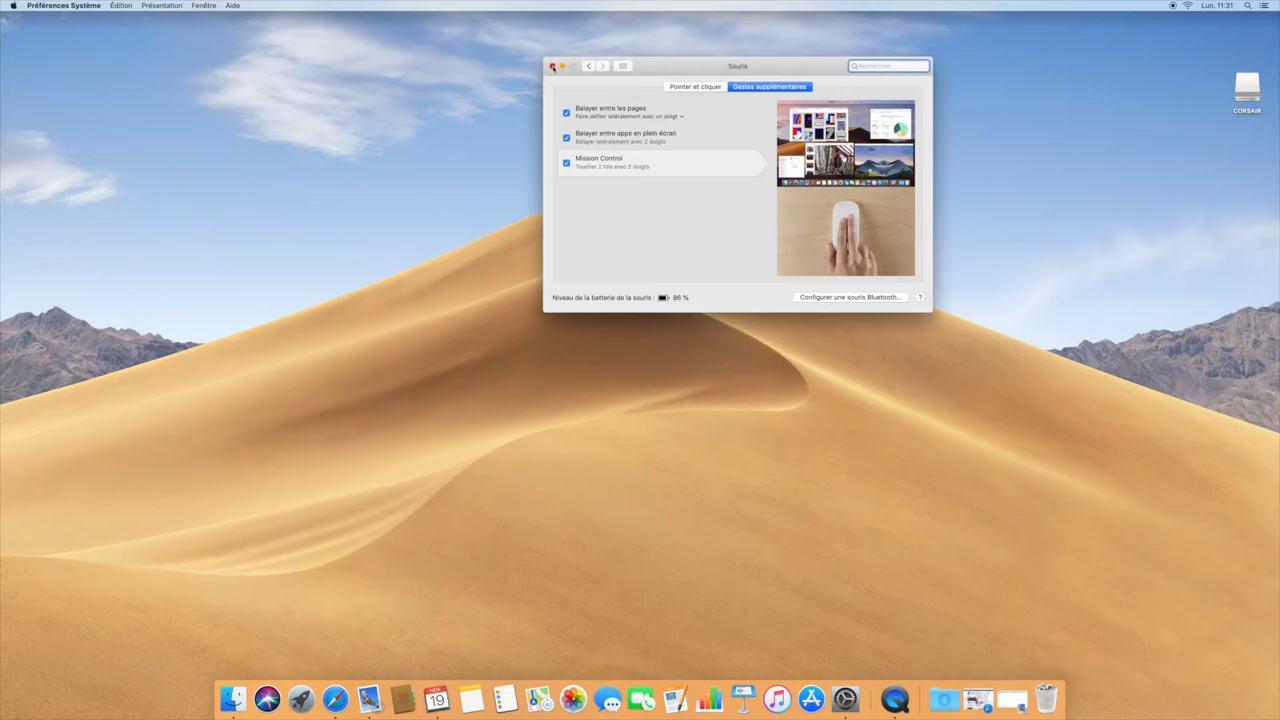 Préférences Système Édition Présentation Fenêtre Aide
Lun. 11:31
Souris
Rechercher
Pointer et cliquer
Gestes supplémentaires
Balayer entre les pages
Faire défiler latéralement avec un doigt
Balayer entre apps en plein écran
Balayer latéralement avec 2 doigts
Mission Control
Toucher 2 fois avec 2 doigts
Niveau de la batterie de la souris : 86 %
Configurer une souris Bluetooth...
?
CORSAIR
NOV
19